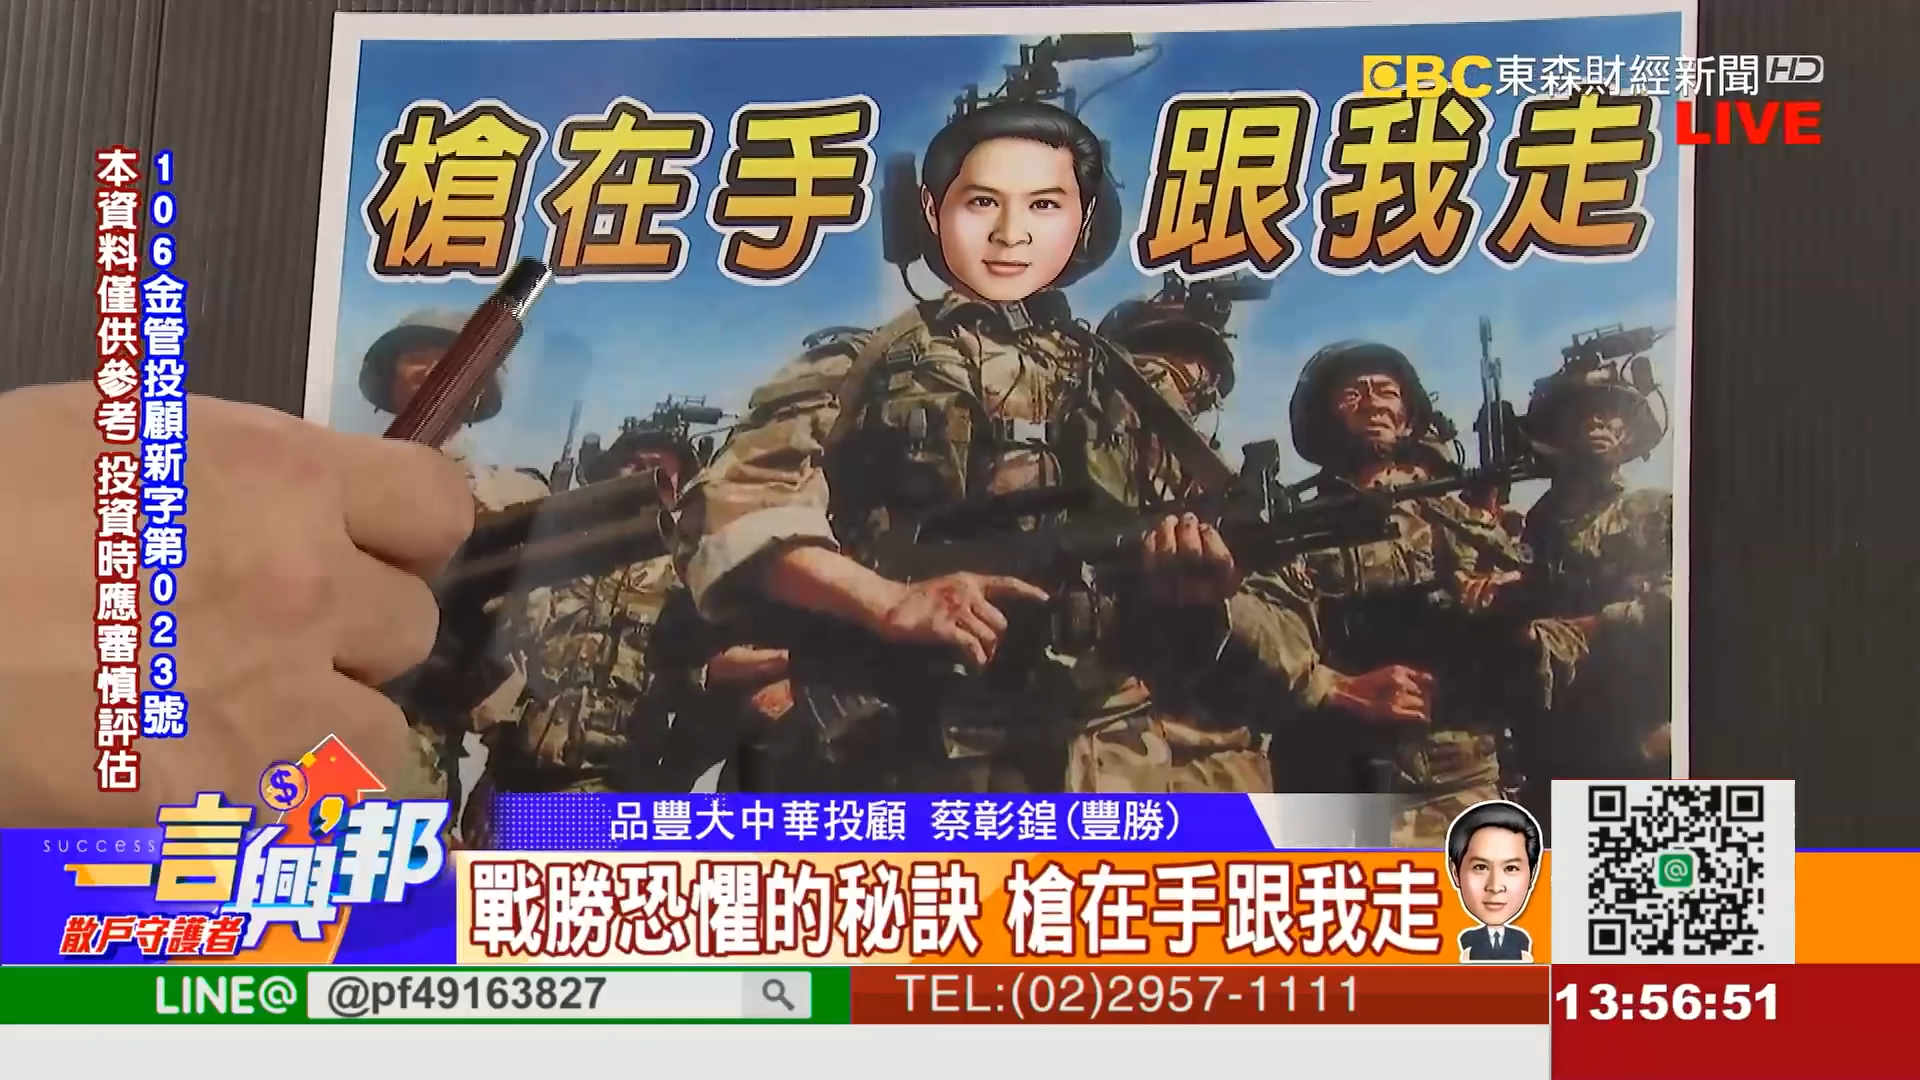 EBC東森財經新聞HD
LIVE
槍在手 跟我走
106金管投顧新字第023號
本資料僅供參考 投資時應審慎評估
success
一言興邦
散戶守護者
品豐大中華投顧 蔡彰鍠(豐勝)
戰勝恐懼的秘訣 槍在手跟我走
LINE@ @pf49163827
TEL:(02)2957-1111
13:56:51